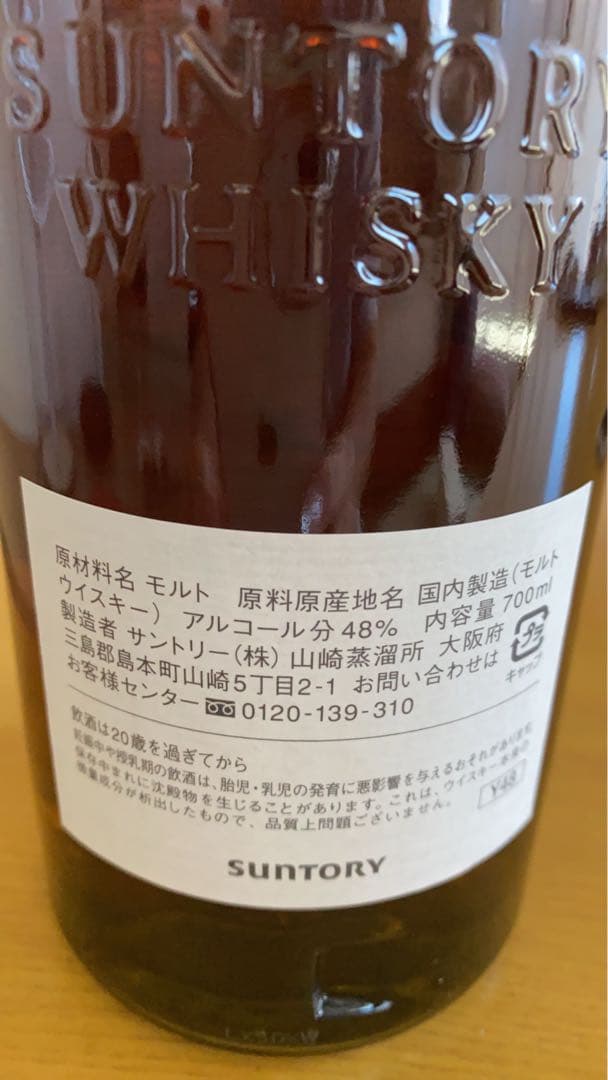 SUNTORY
WHISKY
原材料名 モルト 原料原産地名 国内製造(モルト
ウイスキー) アルコール分 48% 内容量 700ml
製造者 サントリー(株) 山崎蒸溜所 大阪府
三島郡島本町山崎5丁目2-1 お問い合わせは
お客様センター 0120-139-310
プラ
キャップ
飲酒は20歳を過ぎてから
妊娠中や授乳期の飲酒は、胎児・乳児の発育に悪影響を与えるおそれがあります。
保存中まれに沈殿物を生じることがあります。これは、ウイスキー本来の
微量成分が析出したもので、品質上問題ございません。
Y48
SUNTORY